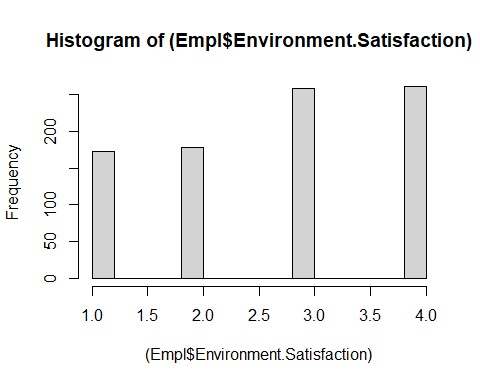 Histogram of (Empl$Environment.Satisfaction)
Frequency
200
100
50
0
1.0 1.5 2.0 2.5 3.0 3.5 4.0
(Empl$Environment.Satisfaction)